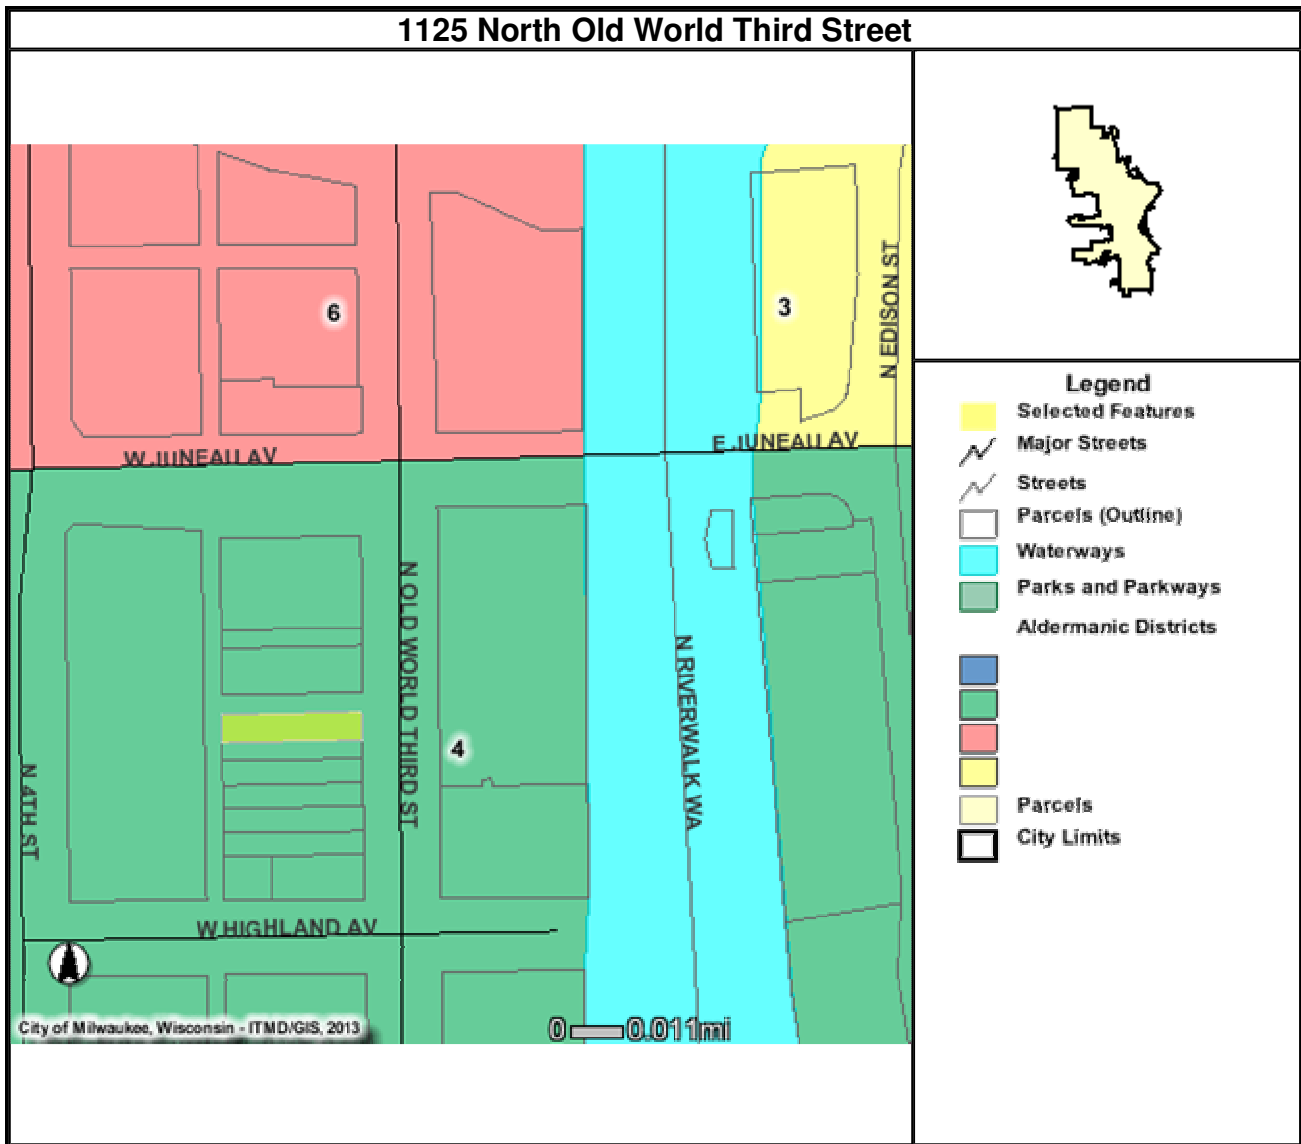 1125 North Old World Third Street
6
3
N EDISON ST
W JUNEAU AV
E JUNEAU AV
N OLD WORLD THIRD ST
N RIVERWALK WA
4
N 4TH ST
W HIGHLAND AV
City of Milwaukee, Wisconsin - ITMD/GIS, 2013
0 0.011mi
Legend
Selected Features
Major Streets
Streets
Parcels (Outline)
Waterways
Parks and Parkways
Aldermanic Districts
Parcels
City Limits